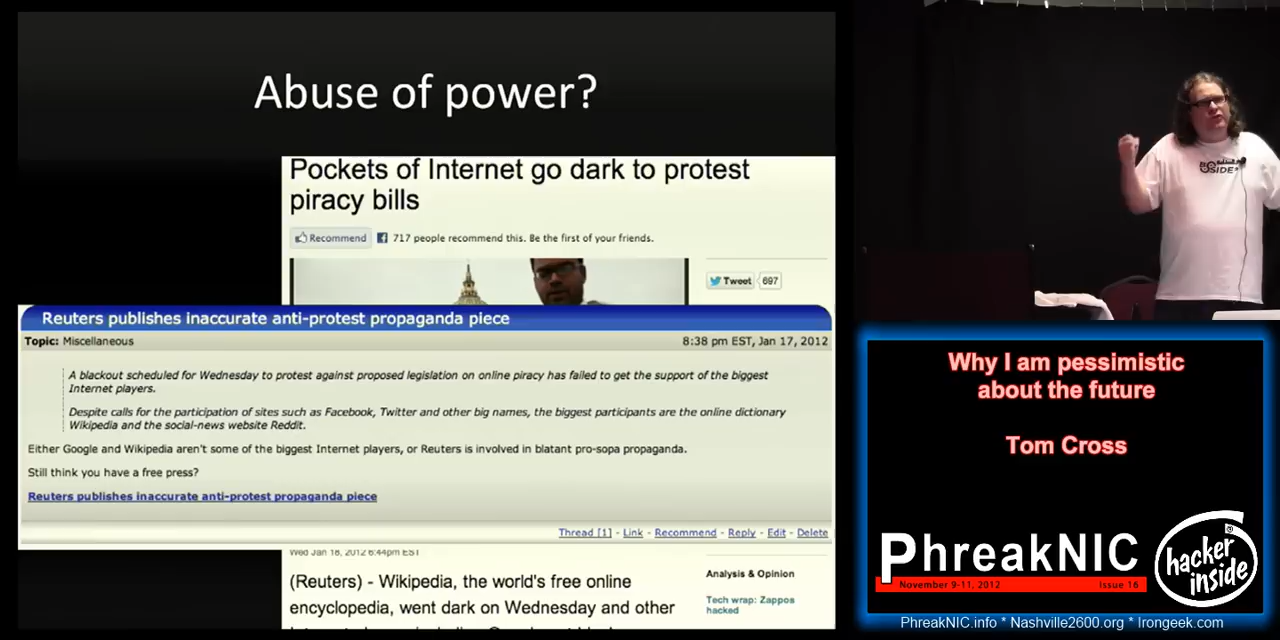 Abuse of power?
Pockets of Internet go dark to protest
piracy bills
Recommend
717 people recommend this. Be the first of your friends.
Tweet
697
Reuters publishes inaccurate anti-protest propaganda piece
Topic: Miscellaneous
8:38 pm EST, Jan 17, 2012
A blackout scheduled for Wednesday to protest against proposed legislation on online piracy has failed to get the support of the biggest
Internet players.
Despite calls for the participation of sites such as Facebook, Twitter and other big names, the biggest participants are the online dictionary
Wikipedia and the social-news website Reddit.
Either Google and Wikipedia aren't some of the biggest Internet players, or Reuters is involved in blatant pro-sopa propaganda.
Still think you have a free press?
Reuters publishes inaccurate anti-protest propaganda piece
Thread [1] - Link - Recommend - Reply - Edit - Delete
Wed Jan 18, 2012 6:44pm EST
(Reuters) - Wikipedia, the world's free online
encyclopedia, went dark on Wednesday and other
Analysis & Opinion
Tech wrap: Zappos
hacked
SIDE
Why I am pessimistic
about the future
Tom Cross
PhreakNIC
November 9-11, 2012
Issue 16
hacker
inside
PhreakNIC.info * Nashville2600.org * Irongeek.com